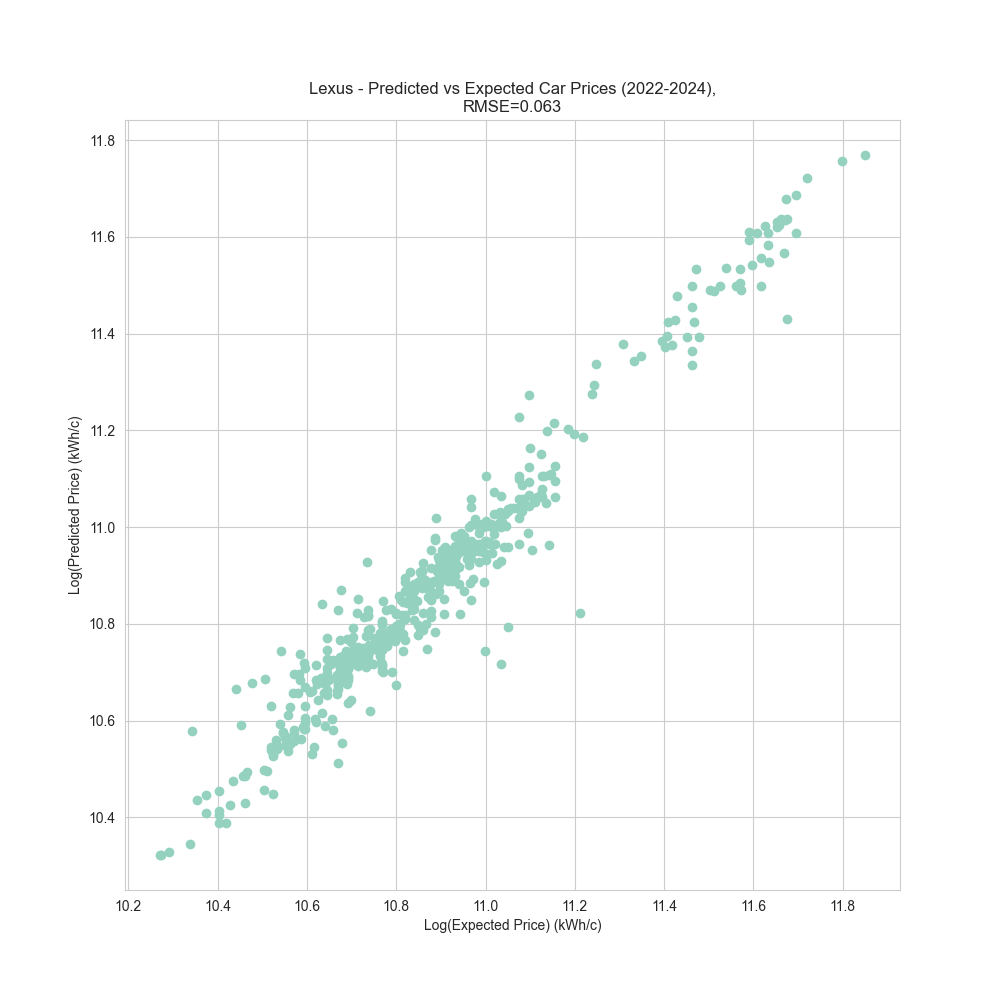 Lexus - Predicted vs Expected Car Prices (2022-2024),
RMSE=0.063
Log(Predicted Price) (kWh/c)
11.8
11.6
11.4
11.2
11.0
10.8
10.6
10.4
10.2 10.4 10.6 10.8 11.0 11.2 11.4 11.6 11.8
Log(Expected Price) (kWh/c)